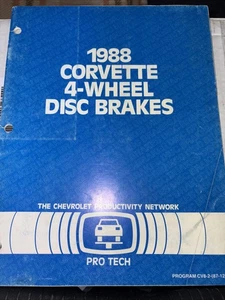 1988
CORVETTE
4-WHEEL
DISC BRAKES
THE CHEVROLET PRODUCTIVITY NETWORK
PRO TECH